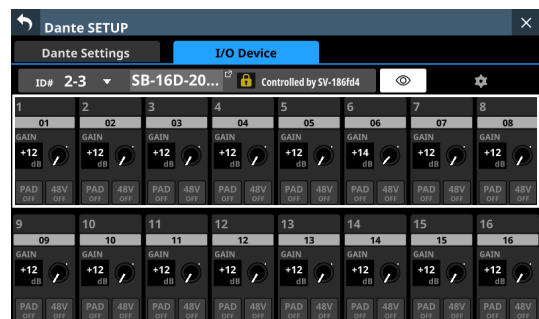 Dante SETUP
Dante Settings I/O Device
ID# 2-3 SB-16D-20... Controlled by SV-186fd4
1 2 3 4 5 6 7 8
01 02 03 04 05 06 07 08
GAIN GAIN GAIN GAIN GAIN GAIN GAIN GAIN
+12 +12 +12 +12 +12 +14 +12 +12
dB dB dB dB dB dB dB dB
PAD 48V PAD 48V PAD 48V PAD 48V PAD 48V PAD 48V PAD 48V PAD 48V
OFF OFF OFF OFF OFF OFF OFF OFF OFF OFF OFF OFF OFF OFF OFF OFF
9 10 11 12 13 14 15 16
09 10 11 12 13 14 15 16
GAIN GAIN GAIN GAIN GAIN GAIN GAIN GAIN
+12 +12 +12 +12 +12 +12 +12 +12
dB dB dB dB dB dB dB dB
PAD 48V PAD 48V PAD 48V PAD 48V PAD 48V PAD 48V PAD 48V PAD 48V
OFF OFF OFF OFF OFF OFF OFF OFF OFF OFF OFF OFF OFF OFF OFF OFF